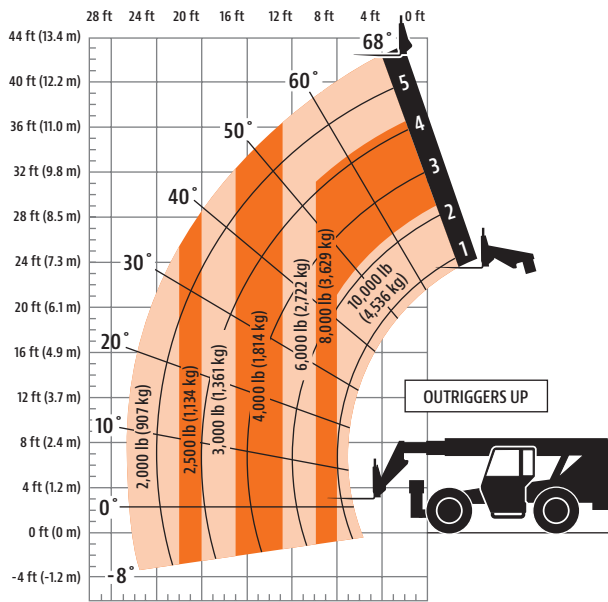 28 ft 24 ft 20 ft 16 ft 12 ft 8 ft 4 ft 0 ft
44 ft (13.4 m)
40 ft (12.2 m)
36 ft (11.0 m)
32 ft (9.8 m)
28 ft (8.5 m)
24 ft (7.3 m)
20 ft (6.1 m)
16 ft (4.9 m)
12 ft (3.7 m)
8 ft (2.4 m)
4 ft (1.2 m)
0 ft (0 m)
-4 ft (-1.2 m)
68°
60°
50°
40°
30°
20°
10°
0°
-8°
5
4
3
2
1
2,000 lb (907 kg)
2,500 lb (1,134 kg)
3,000 lb (1,361 kg)
4,000 lb (1,814 kg)
6,000 lb (2,722 kg)
8,000 lb (3,629 kg)
10,000 lb
(4,536 kg)
OUTRIGGERS UP